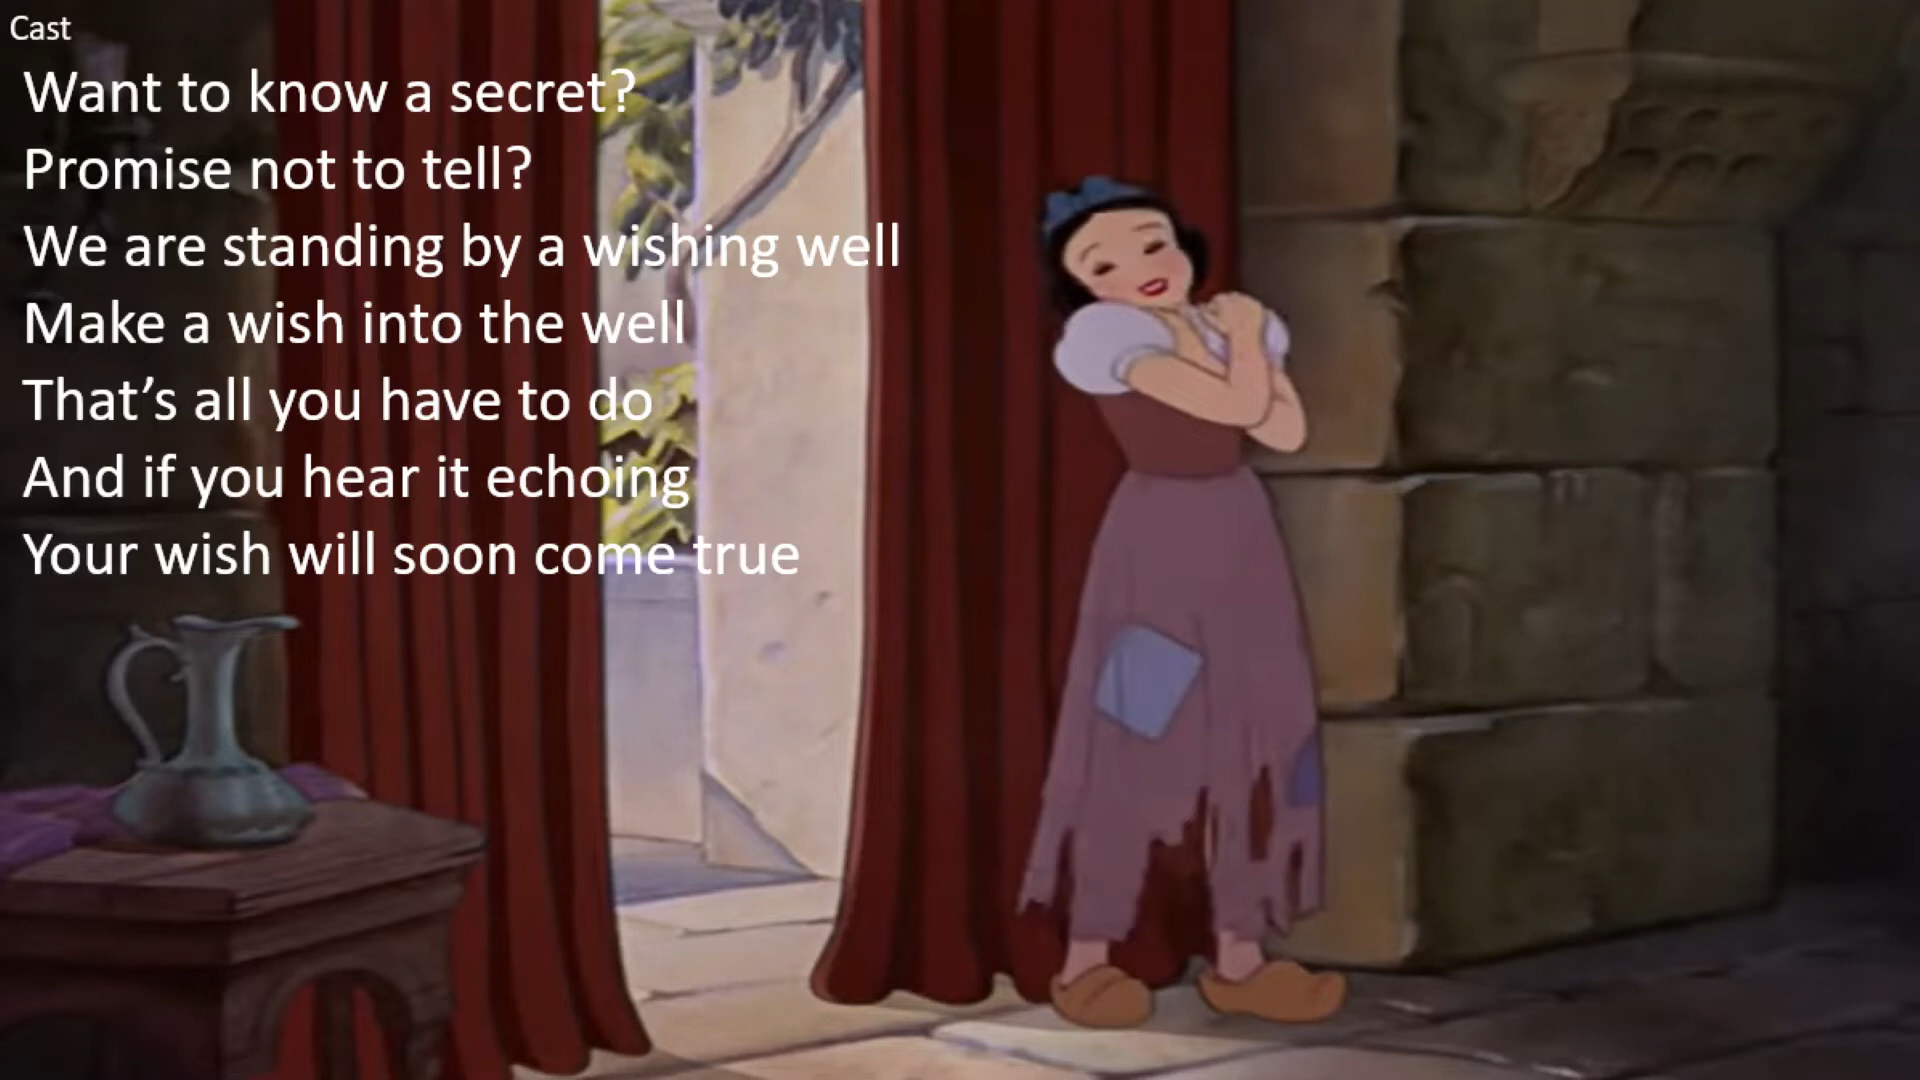 Cast
Want to know a secret?
Promise not to tell?
We are standing by a wishing well
Make a wish into the well
That’s all you have to do
And if you hear it echoing
Your wish will soon come true